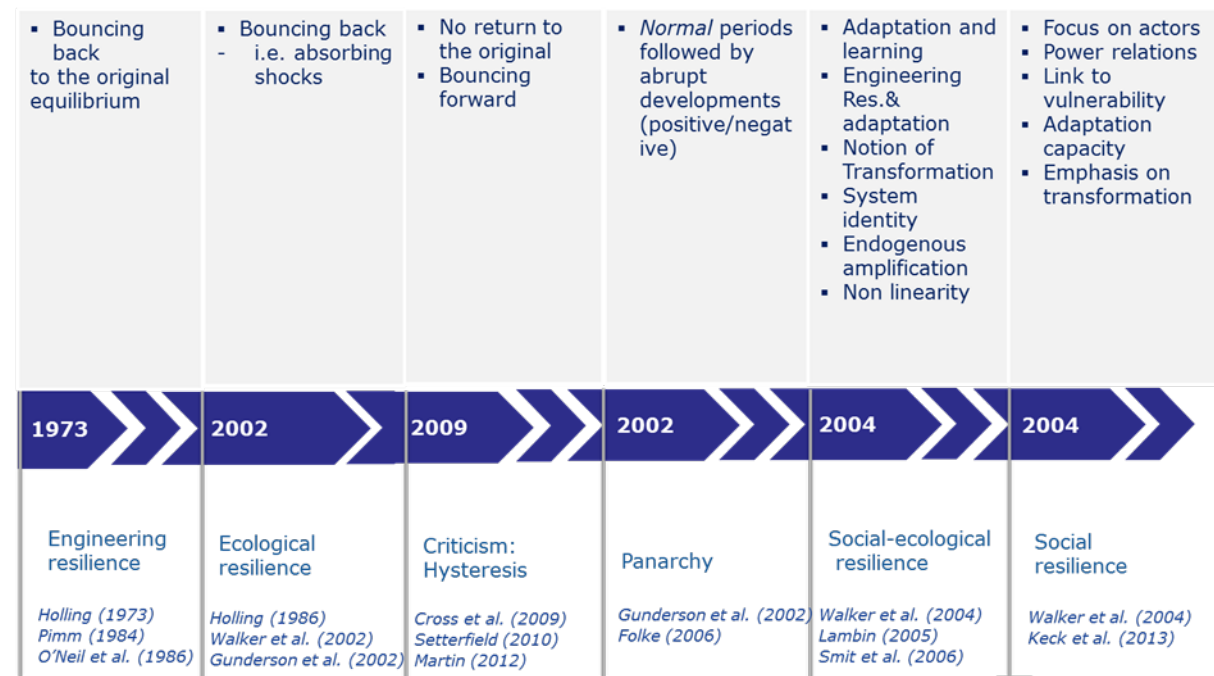 ▪ Bouncing
back
to the original
equilibrium
▪ Bouncing back
- i.e. absorbing
shocks
▪ No return to
the original
▪ Bouncing
forward
▪ Normal periods
followed by
abrupt
developments
(positive/negat
ive)
▪ Adaptation and
learning
▪ Engineering
Res.&
adaptation
▪ Notion of
Transformation
▪ System
identity
▪ Endogenous
amplification
▪ Non linearity
▪ Focus on actors
▪ Power relations
▪ Link to
vulnerability
▪ Adaptation
capacity
▪ Emphasis on
transformation
1973
2002
2009
2002
2004
2004
Engineering
resilience
Holling (1973)
Pimm (1984)
O'Neil et al. (1986)
Ecological
resilience
Holling (1986)
Walker et al. (2002)
Gunderson et al. (2002)
Criticism:
Hysteresis
Cross et al. (2009)
Setterfield (2010)
Martin (2012)
Panarchy
Gunderson et al. (2002)
Folke (2006)
Social-ecological
resilience
Walker et al. (2004)
Lambin (2005)
Smit et al. (2006)
Social
resilience
Walker et al. (2004)
Keck et al. (2013)